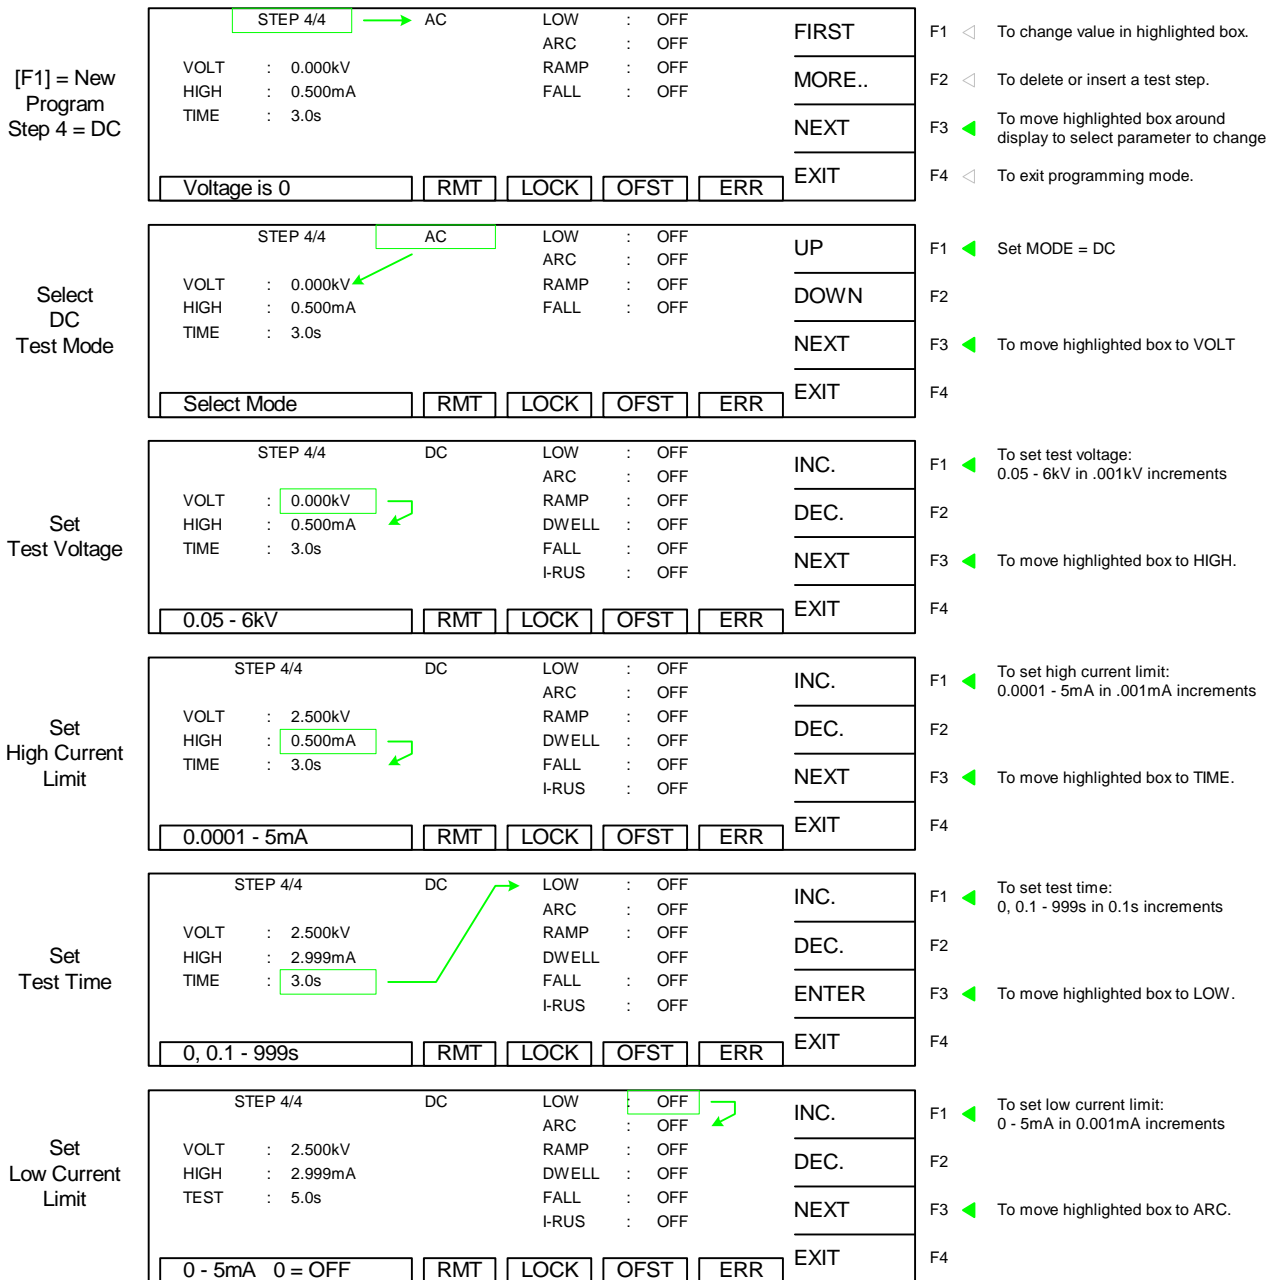 [F1] = New
Program
Step 4 = DC
STEP 4/4 AC LOW : OFF
ARC : OFF
VOLT : 0.000kV RAMP : OFF
HIGH : 0.500mA FALL : OFF
TIME : 3.0s
Voltage is 0 RMT LOCK OFST ERR
FIRST F1 To change value in highlighted box.
MORE.. F2 To delete or insert a test step.
NEXT F3 To move highlighted box around
display to select parameter to change
EXIT F4 To exit programming mode.
Select
DC
Test Mode
STEP 4/4 AC LOW : OFF
ARC : OFF
VOLT : 0.000kV RAMP : OFF
HIGH : 0.500mA FALL : OFF
TIME : 3.0s
Select Mode RMT LOCK OFST ERR
UP F1 Set MODE = DC
DOWN F2
NEXT F3 To move highlighted box to VOLT
EXIT F4
Set
Test Voltage
STEP 4/4 DC LOW : OFF
ARC : OFF
VOLT : 0.000kV RAMP : OFF
HIGH : 0.500mA DWELL : OFF
TIME : 3.0s FALL : OFF
I-RUS : OFF
0.05 - 6kV RMT LOCK OFST ERR
INC. F1 To set test voltage:
0.05 - 6kV in .001kV increments
DEC. F2
NEXT F3 To move highlighted box to HIGH.
EXIT F4
Set
High Current
Limit
STEP 4/4 DC LOW : OFF
ARC : OFF
VOLT : 2.500kV RAMP : OFF
HIGH : 0.500mA DWELL : OFF
TIME : 3.0s FALL : OFF
I-RUS : OFF
0.0001 - 5mA RMT LOCK OFST ERR
INC. F1 To set high current limit:
0.0001 - 5mA in .001mA increments
DEC. F2
NEXT F3 To move highlighted box to TIME.
EXIT F4
Set
Test Time
STEP 4/4 DC LOW : OFF
ARC : OFF
VOLT : 2.500kV RAMP : OFF
HIGH : 2.999mA DWELL OFF
TIME : 3.0s FALL : OFF
I-RUS : OFF
0, 0.1 - 999s RMT LOCK OFST ERR
INC. F1 To set test time:
0, 0.1 - 999s in 0.1s increments
DEC. F2
ENTER F3 To move highlighted box to LOW.
EXIT F4
Set
Low Current
Limit
STEP 4/4 DC LOW : OFF
ARC : OFF
VOLT : 2.500kV RAMP : OFF
HIGH : 2.999mA DWELL : OFF
TEST : 5.0s FALL : OFF
I-RUS : OFF
0 - 5mA 0 = OFF RMT LOCK OFST ERR
INC. F1 To set low current limit:
0 - 5mA in 0.001mA increments
DEC. F2
NEXT F3 To move highlighted box to ARC.
EXIT F4